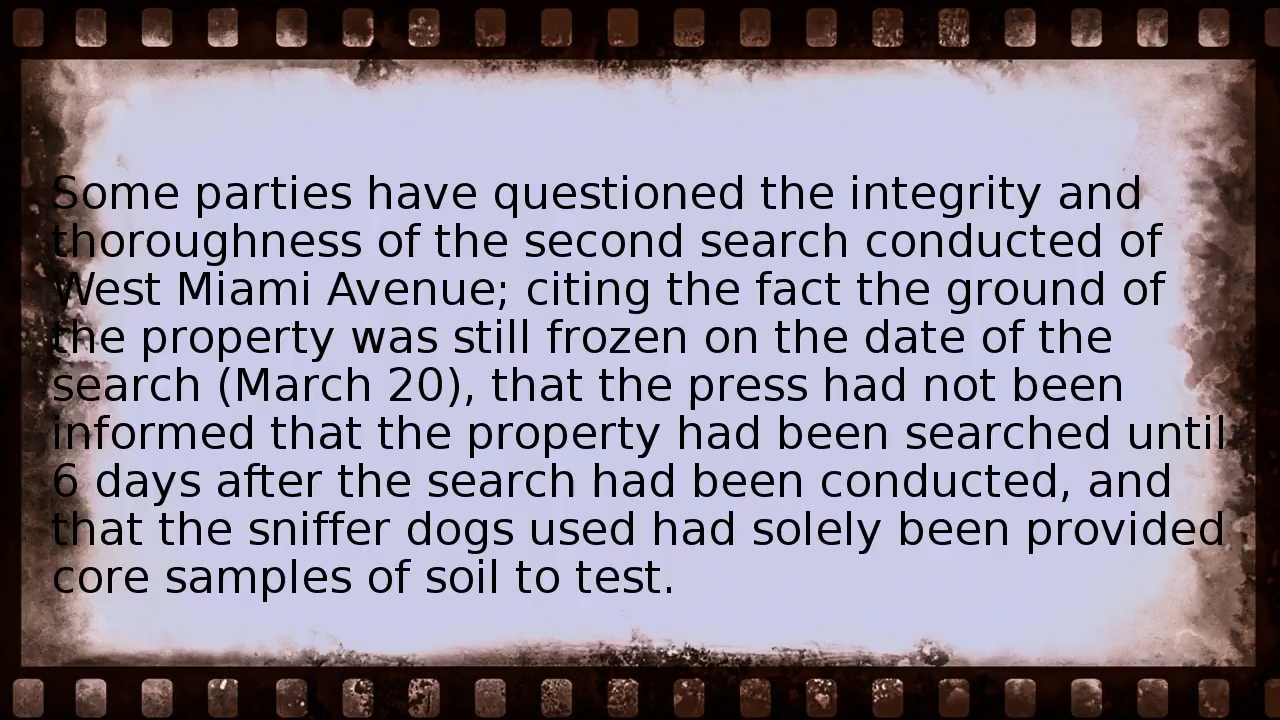 Some parties have questioned the integrity and
thoroughness of the second search conducted of
West Miami Avenue; citing the fact the ground of
the property was still frozen on the date of the
search (March 20), that the press had not been
informed that the property had been searched until
6 days after the search had been conducted, and
that the sniffer dogs used had solely been provided
core samples of soil to test.